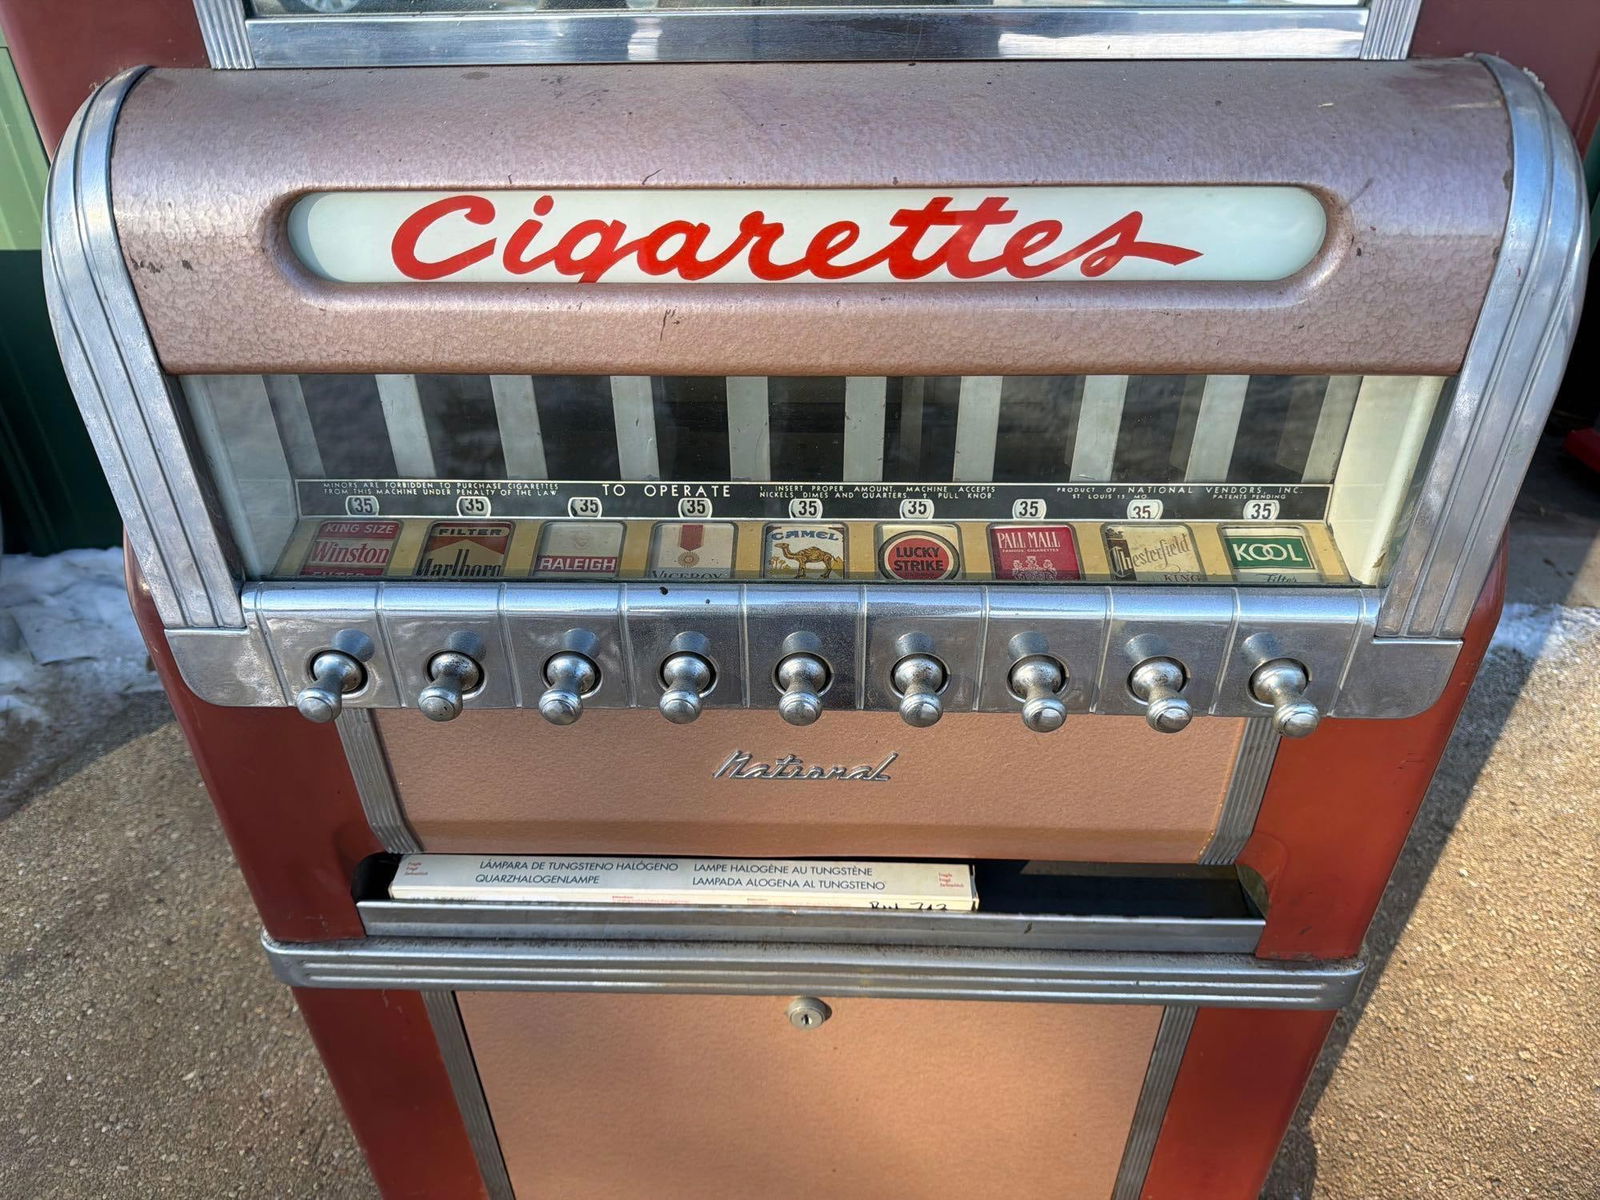 Cigarettes
MINORS ARE FORBIDDEN TO PURCHASE CIGARETTES
FROM THIS MACHINE UNDER PENALTY OF THE LAW
TO OPERATE
1. INSERT PROPER AMOUNT. MACHINE ACCEPTS
NICKELS, DIMES AND QUARTERS. 2 PULL KNOB
PRODUCT OF NATIONAL VENDORS, INC.
ST. LOUIS 15 MO. PATENTS PENDING
35 35 35 35 35 35 35 35 35
KING SIZE
Winston
FILTER
Marlboro
RALEIGH
VICEROY
CAMEL
LUCKY
STRIKE
PALL MALL
FAMOUS CIGARETTES
Chesterfield
KING
KOOL
Filter
National
LÁMPARA DE TUNGSTENO HALÓGENO LAMPE HALOGÈNE AU TUNGSTÈNE
QUARZHALOGENLAMPE LAMPADA ALOGENA AL TUNGSTENO